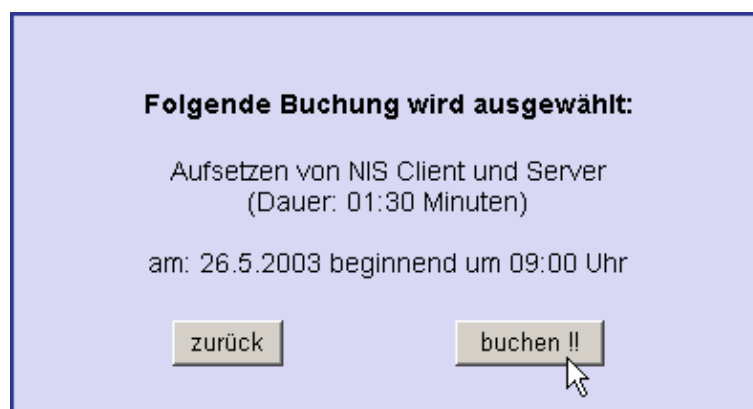 Folgende Buchung wird ausgewählt:
Aufsetzen von NIS Client und Server
(Dauer: 01:30 Minuten)
am: 26.5.2003 beginnend um 09:00 Uhr
zurück
buchen !!